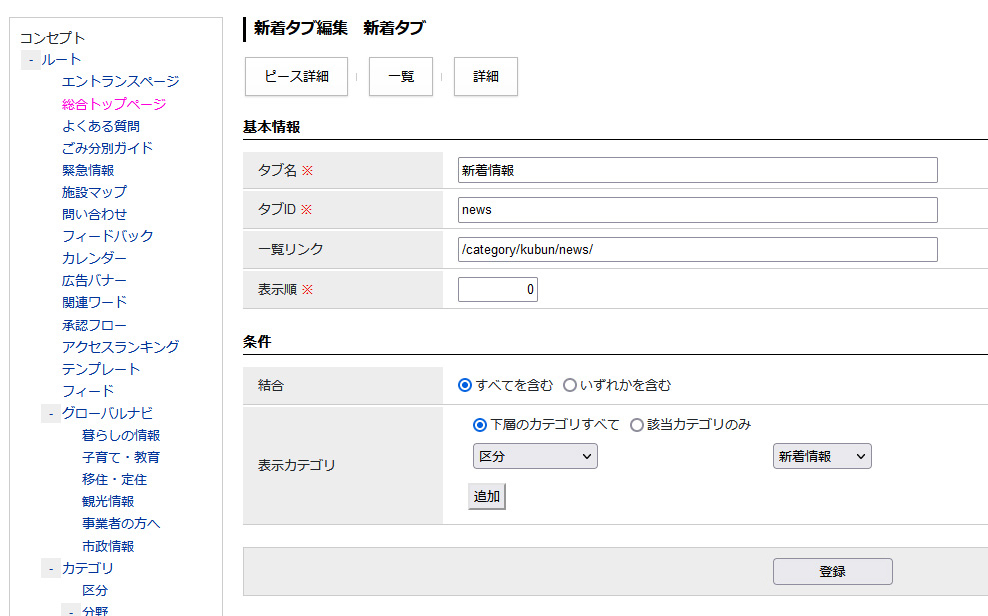 コンセプト
- ルート
エントランスページ
総合トップページ
よくある質問
ごみ分別ガイド
緊急情報
施設マップ
問い合わせ
フィードバック
カレンダー
広告バナー
関連ワード
承認フロー
アクセスランキング
テンプレート
フィード
- グローバルナビ
暮らしの情報
子育て・教育
移住・定住
観光情報
事業者の方へ
市政情報
- カテゴリ
区分
- 分野
新着タブ編集 新着タブ
ピース詳細 一覧 詳細
基本情報
タブ名 ※ 新着情報
タブID ※ news
一覧リンク /category/kubun/news/
表示順 ※ 0
条件
結合 すべてを含む いずれかを含む
表示カテゴリ
下層のカテゴリすべて 該当カテゴリのみ
区分 新着情報
追加
登録